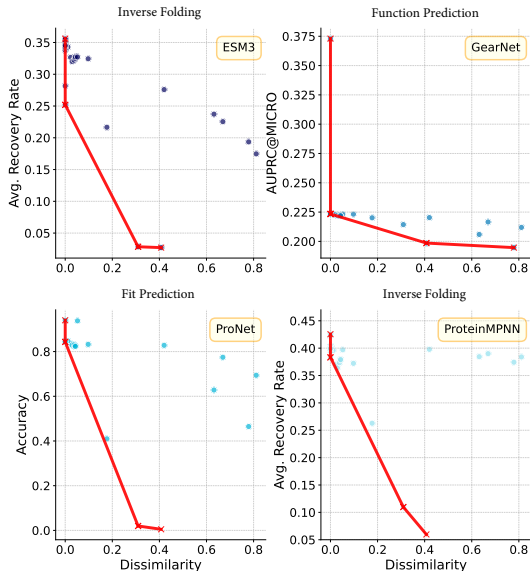 Inverse Folding
ESM3
Avg. Recovery Rate
0.35
0.30
0.25
0.20
0.15
0.10
0.05
0.0 0.2 0.4 0.6 0.8
Function Prediction
GearNet
AUPRC@MICRO
0.375
0.350
0.325
0.300
0.275
0.250
0.225
0.200
0.0 0.2 0.4 0.6 0.8
Fit Prediction
ProNet
Accuracy
0.8
0.6
0.4
0.2
0.0
0.0 0.2 0.4 0.6 0.8
Dissimilarity
Inverse Folding
ProteinMPNN
Avg. Recovery Rate
0.45
0.40
0.35
0.30
0.25
0.20
0.15
0.10
0.05
0.0 0.2 0.4 0.6 0.8
Dissimilarity